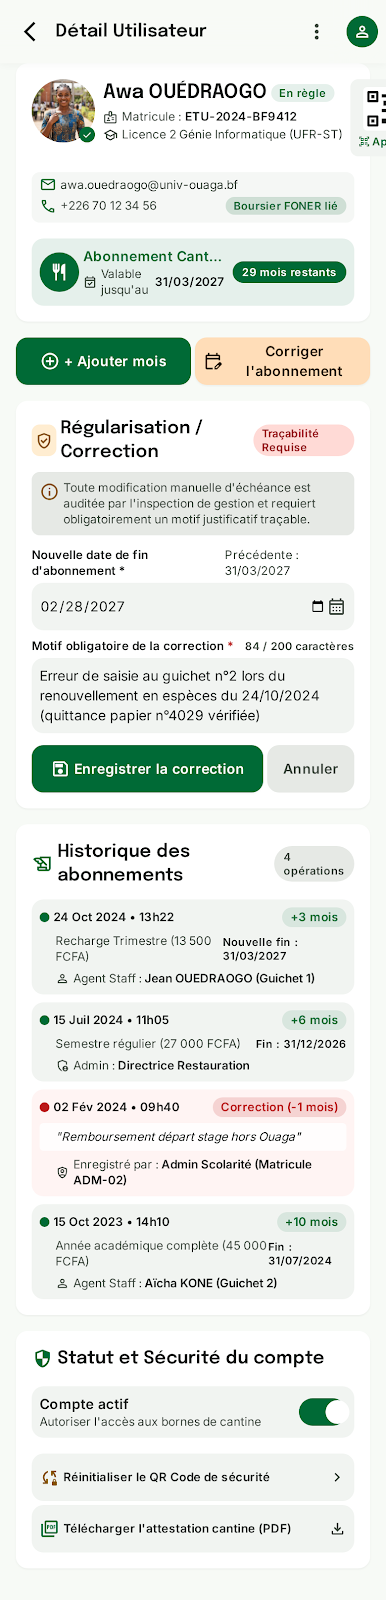 Détail Utilisateur
Awa OUÉDRAOGO En règle
Matricule : ETU-2024-BF9412
Licence 2 Génie Informatique (UFR-ST)
Ap
awa.ouedraogo@univ-ouaga.bf
+226 70 12 34 56 Boursier FONER lié
Abonnement Cant...
Valable jusqu'au 31/03/2027
29 mois restants
+ Ajouter mois
Corriger
l'abonnement
Régularisation /
Correction
Traçabilité
Requise
Toute modification manuelle d'échéance est
auditée par l'inspection de gestion et requiert
obligatoirement un motif justificatif traçable.
Nouvelle date de fin
d'abonnement *
Précédente :
31/03/2027
02/28/2027
Motif obligatoire de la correction * 84 / 200 caractères
Erreur de saisie au guichet n°2 lors du
renouvellement en espèces du 24/10/2024
(quittance papier n°4029 vérifiée)
Enregistrer la correction
Annuler
Historique des
abonnements
4
opérations
24 Oct 2024 • 13h22 +3 mois
Recharge Trimestre (13 500
FCFA)
Nouvelle fin :
31/03/2027
Agent Staff : Jean OUEDRAOGO (Guichet 1)
15 Juil 2024 • 11h05 +6 mois
Semestre régulier (27 000 FCFA) Fin : 31/12/2026
Admin : Directrice Restauration
02 Fév 2024 • 09h40 Correction (-1 mois)
"Remboursement départ stage hors Ouaga"
Enregistré par : Admin Scolarité (Matricule
ADM-02)
15 Oct 2023 • 14h10 +10 mois
Année académique complète (45 000
FCFA)
Fin :
31/07/2024
Agent Staff : Aïcha KONE (Guichet 2)
Statut et Sécurité du compte
Compte actif
Autoriser l'accès aux bornes de cantine
Réinitialiser le QR Code de sécurité
PDF
Télécharger l'attestation cantine (PDF)